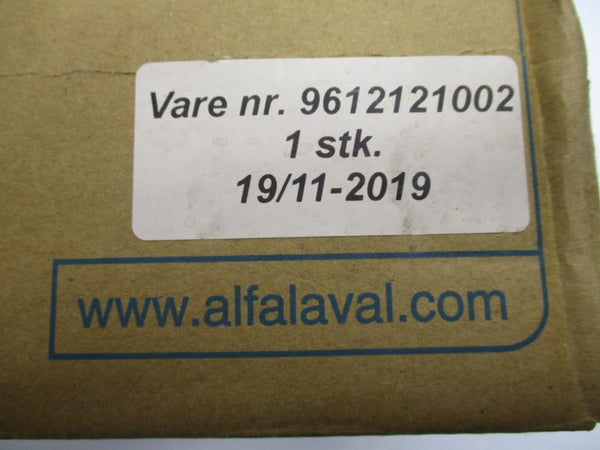 Vare nr. 9612121002
1 stk.
19/11-2019
www.alfalaval.com